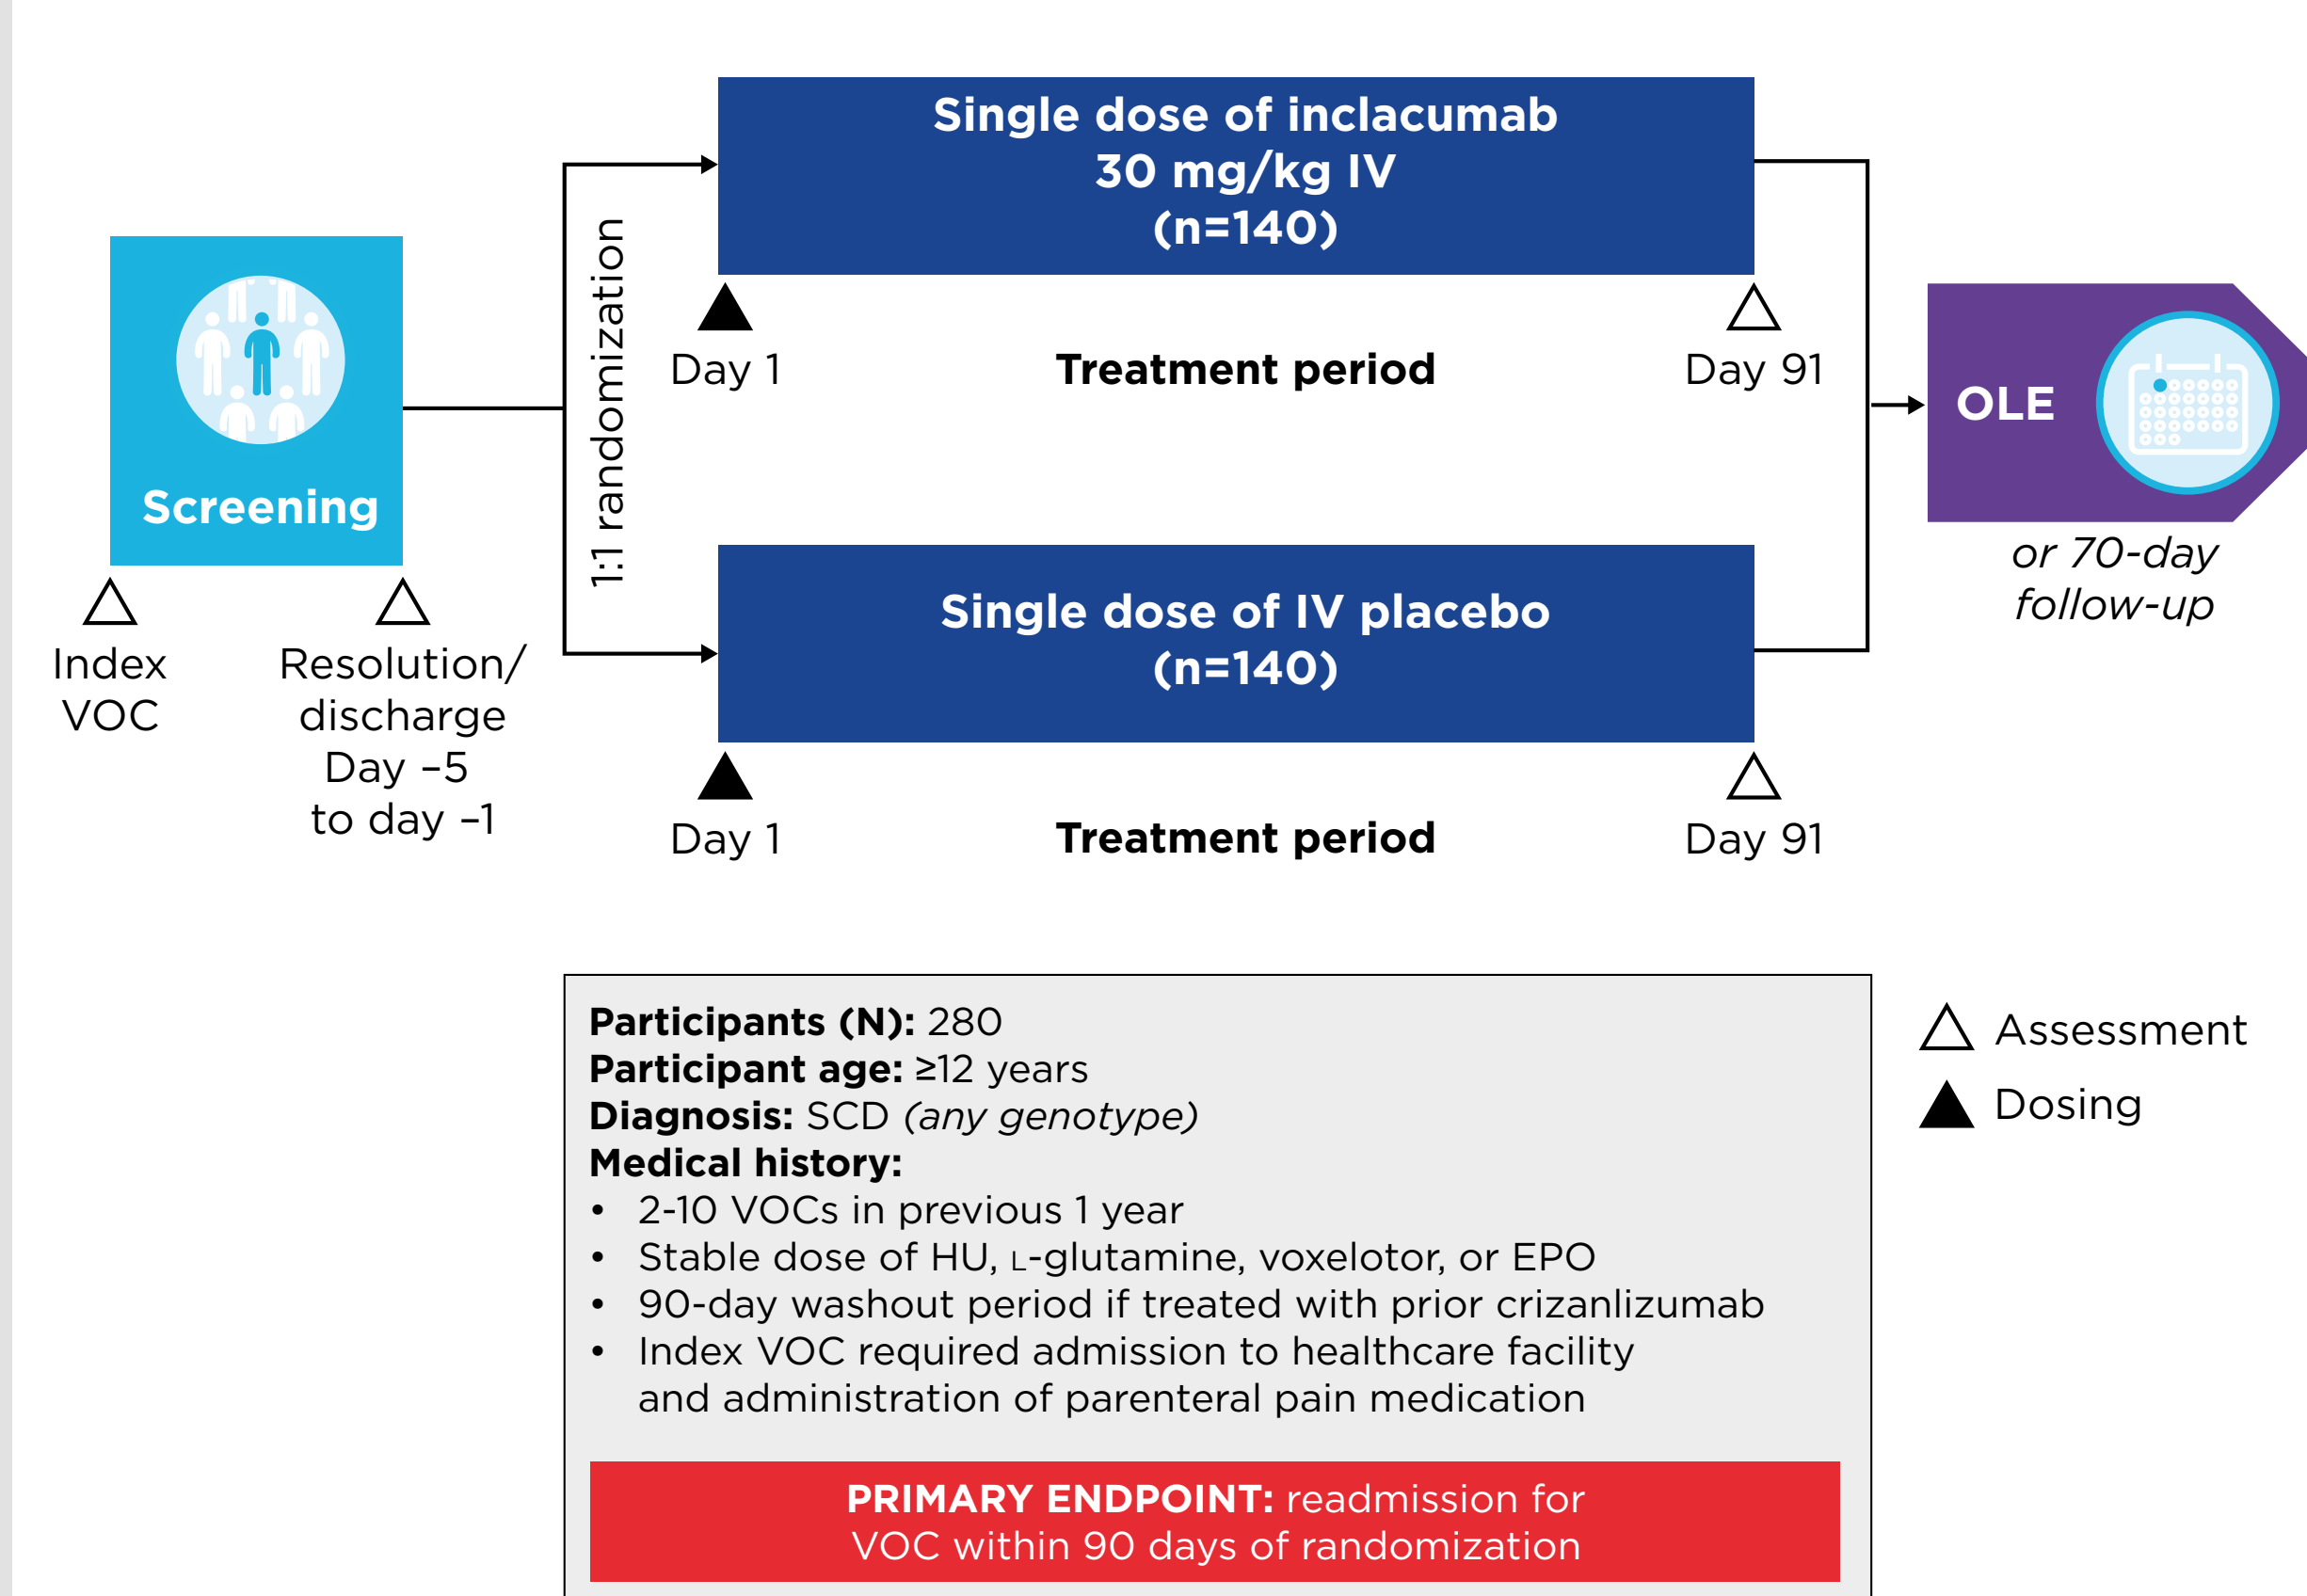 Single dose of inclacumab
30 mg/kg IV
(n=140)
Screening
1:1 randomization
Day 1
Treatment period
Day 91
OLE
or 70-day
follow-up
Single dose of IV placebo
(n=140)
Index
VOC
Resolution/
discharge
Day –5
to day –1
Day 1
Treatment period
Day 91
Participants (N): 280
Participant age: ≥12 years
Diagnosis: SCD (any genotype)
Medical history:
• 2-10 VOCs in previous 1 year
• Stable dose of HU, L-glutamine, voxelotor, or EPO
• 90-day washout period if treated with prior crizanlizumab
• Index VOC required admission to healthcare facility
and administration of parenteral pain medication
PRIMARY ENDPOINT: readmission for
VOC within 90 days of randomization
Assessment
Dosing